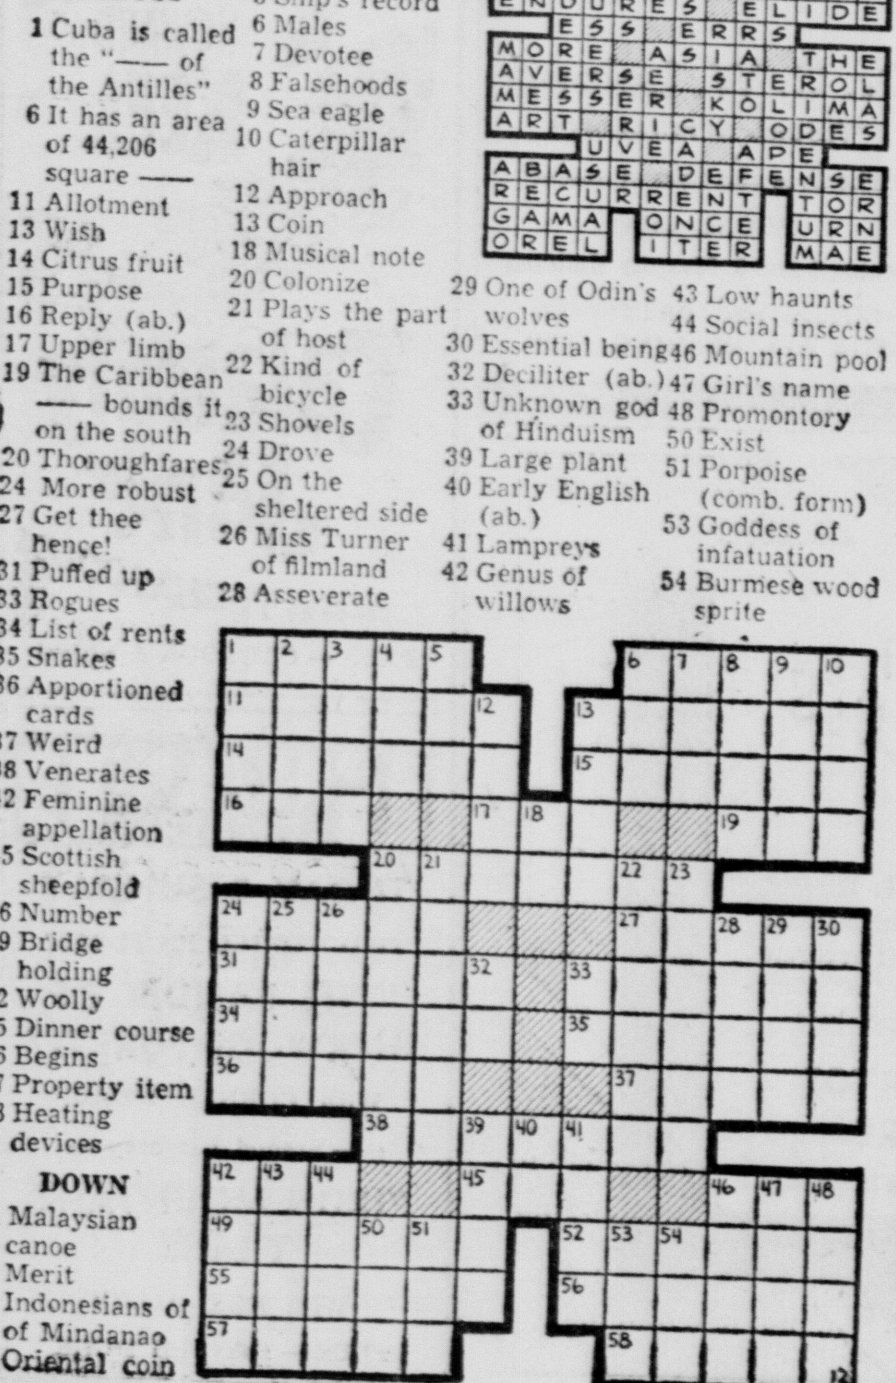 1 Cuba is called
the “—— of
the Antilles”
6 It has an area
of 44,206
square ——
11 Allotment
13 Wish
14 Citrus fruit
15 Purpose
16 Reply (ab.)
17 Upper limb
19 The Caribbean
—— bounds it
on the south
20 Thoroughfares
24 More robust
27 Get thee
hence!
31 Puffed up
33 Rogues
34 List of rents
35 Snakes
36 Apportioned
cards
37 Weird
38 Venerates
42 Feminine
appellation
5 Scottish
sheepfold
6 Number
9 Bridge
holding
2 Woolly
5 Dinner course
6 Begins
7 Property item
8 Heating
devices
DOWN
Malaysian
canoe
Merit
Indonesians of
of Mindanao
Oriental coin
5 Ship's record
6 Males
7 Devotee
8 Falsehoods
9 Sea eagle
10 Caterpillar
hair
12 Approach
13 Coin
18 Musical note
20 Colonize
21 Plays the part
of host
22 Kind of
bicycle
23 Shovels
24 Drove
25 On the
sheltered side
26 Miss Turner
of filmland
28 Asseverate
29 One of Odin's
wolves
30 Essential being
32 Deciliter (ab.)
33 Unknown god
of Hinduism
39 Large plant
40 Early English
(ab.)
41 Lampreys
42 Genus of
willows
43 Low haunts
44 Social insects
46 Mountain pool
47 Girl's name
48 Promontory
50 Exist
51 Porpoise
(comb. form)
53 Goddess of
infatuation
54 Burmese wood
sprite
ENDURES ELIDE
ESS ERRS
MORE ASIA THE
AVERSE STEROL
MESSER KOLIMA
ART RICY ODES
UVEA APE
ABASE DEFENSE
RECURRENT TOR
GAMA ONCE URN
OREL ITER MAE
1 2 3 4 5 6 7 8 9 10
11 12 13
14 15
16 17 18 19
20 21 22 23
24 25 26 27 28 29 30
31 32 33
34 35
36 37
38 39 40 41
42 43 44 45 46 47 48
49 50 51 52 53 54
55 56
57 58
12